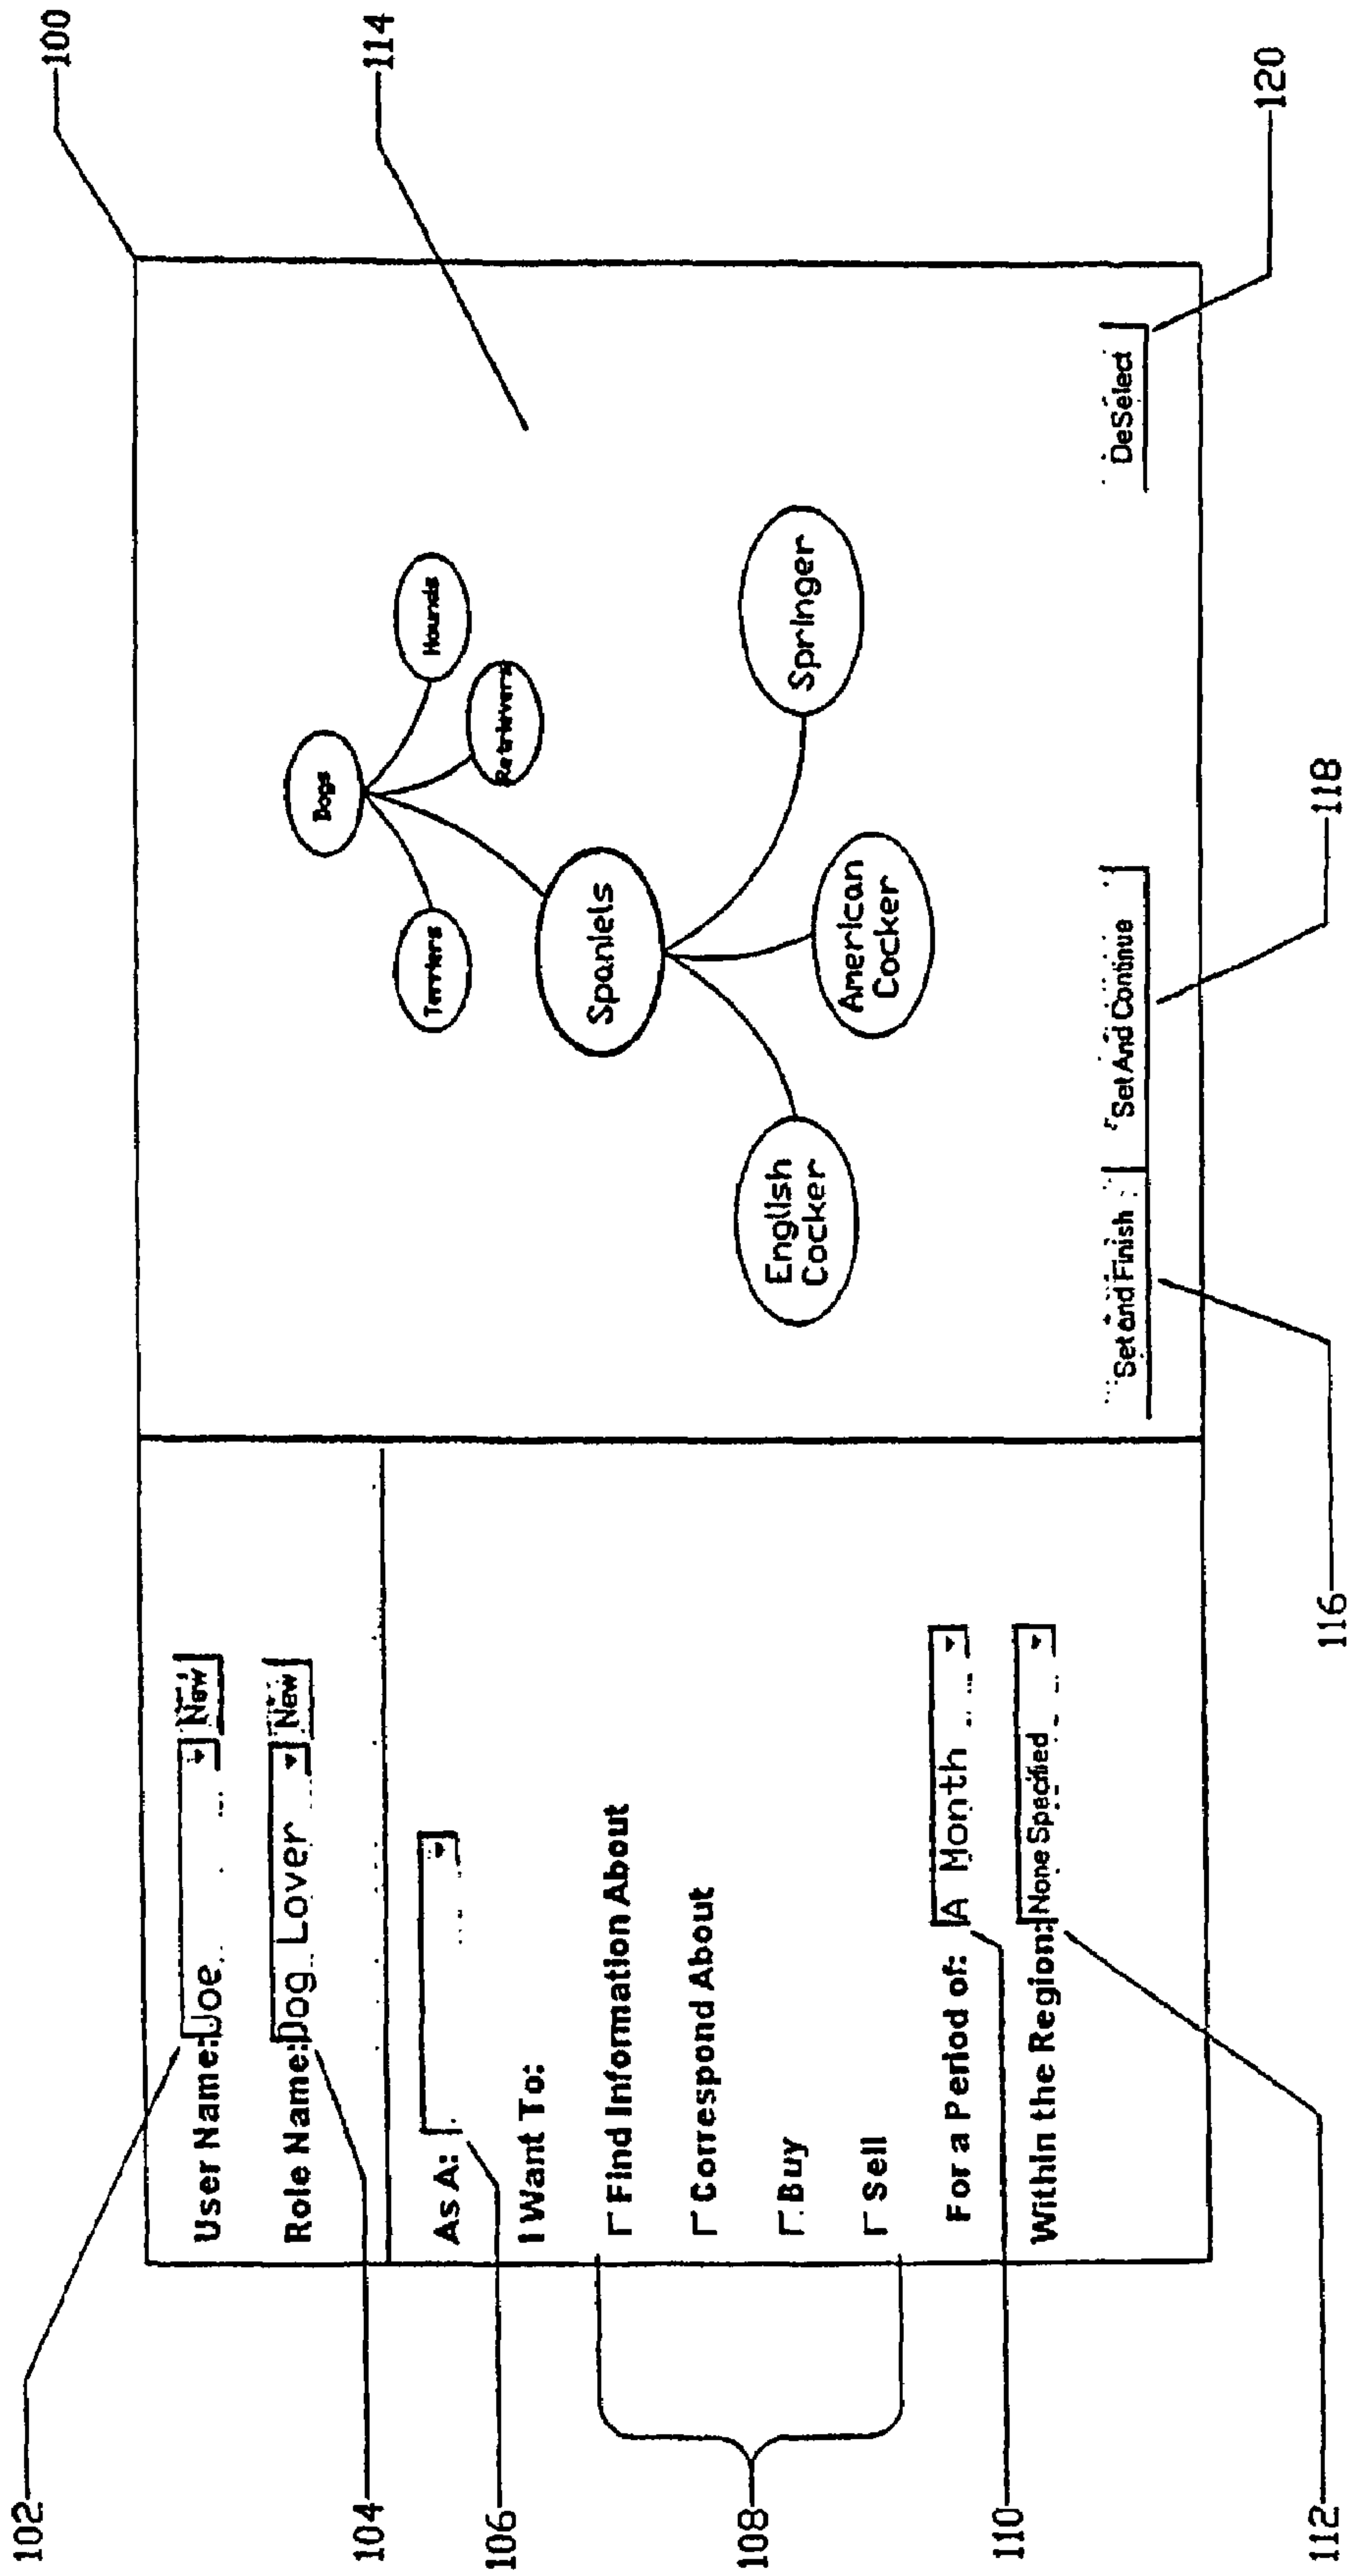 100
114
102
User Name: Joe New
104
Role Name: Dog Lover New
106
As A:
I Want To:
108
Find Information About
Correspond About
Buy
Sell
110
For a Period of: A Month
112
Within the Region: None Specified
Dogs
Terriers
Hounds
Retrievers
Spaniels
English
Cocker
American
Cocker
Springer
Set and Finish
Set And Continue
DeSelect
116
118
120